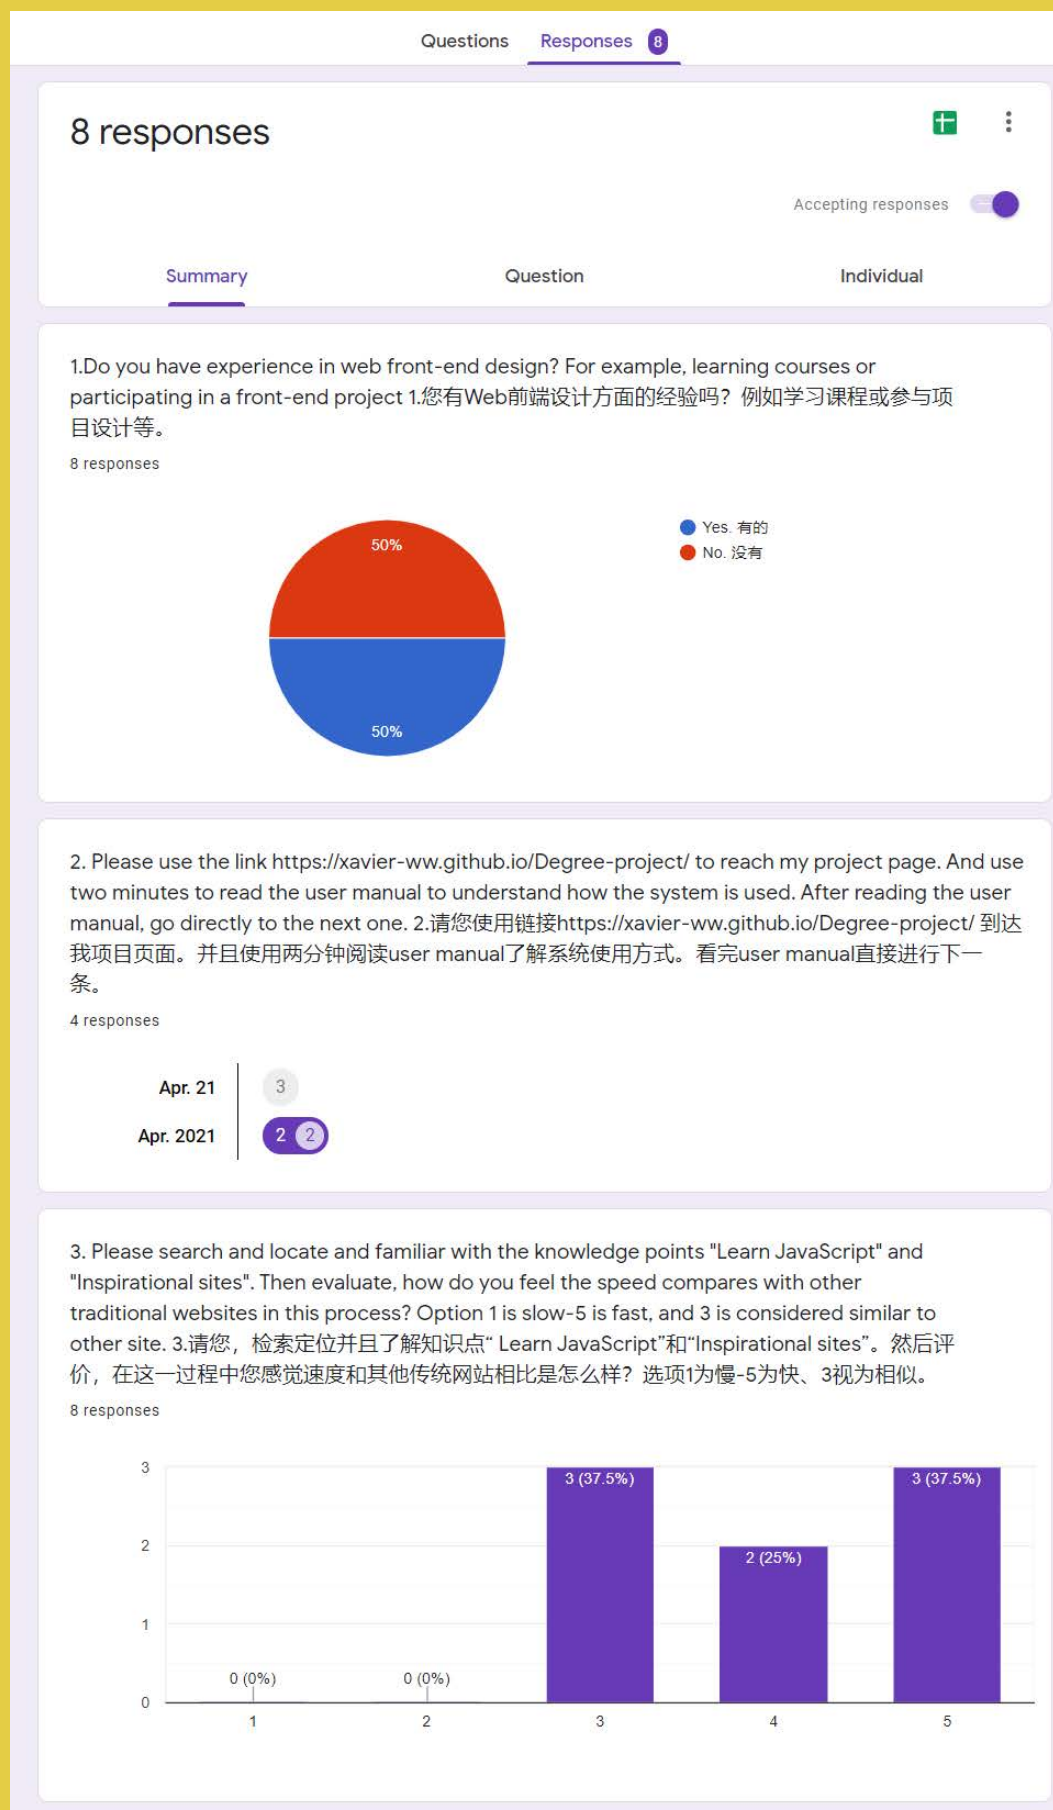 Questions Responses 8
8 responses
Accepting responses
Summary Question Individual
1.Do you have experience in web front-end design? For example, learning courses or
participating in a front-end project 1.您有Web前端设计方面的经验吗？例如学习课程或参与项
目设计等。
8 responses
50%
50%
Yes. 有的
No. 没有
2. Please use the link https://xavier-ww.github.io/Degree-project/ to reach my project page. And use
two minutes to read the user manual to understand how the system is used. After reading the user
manual, go directly to the next one. 2.请您使用链接https://xavier-ww.github.io/Degree-project/ 到达
我项目页面。并且使用两分钟阅读user manual了解系统使用方式。看完user manual直接进行下一
条。
4 responses
Apr. 21 3
Apr. 2021 2 2
3. Please search and locate and familiar with the knowledge points "Learn JavaScript" and
"Inspirational sites". Then evaluate, how do you feel the speed compares with other
traditional websites in this process? Option 1 is slow-5 is fast, and 3 is considered similar to
other site. 3.请您，检索定位并且了解知识点“ Learn JavaScript”和“Inspirational sites”。然后评
价，在这一过程中您感觉速度和其他传统网站相比是怎么样？选项1为慢-5为快、3视为相似。
8 responses
3
2
1
0
0 (0%) 0 (0%) 3 (37.5%) 2 (25%) 3 (37.5%)
1 2 3 4 5